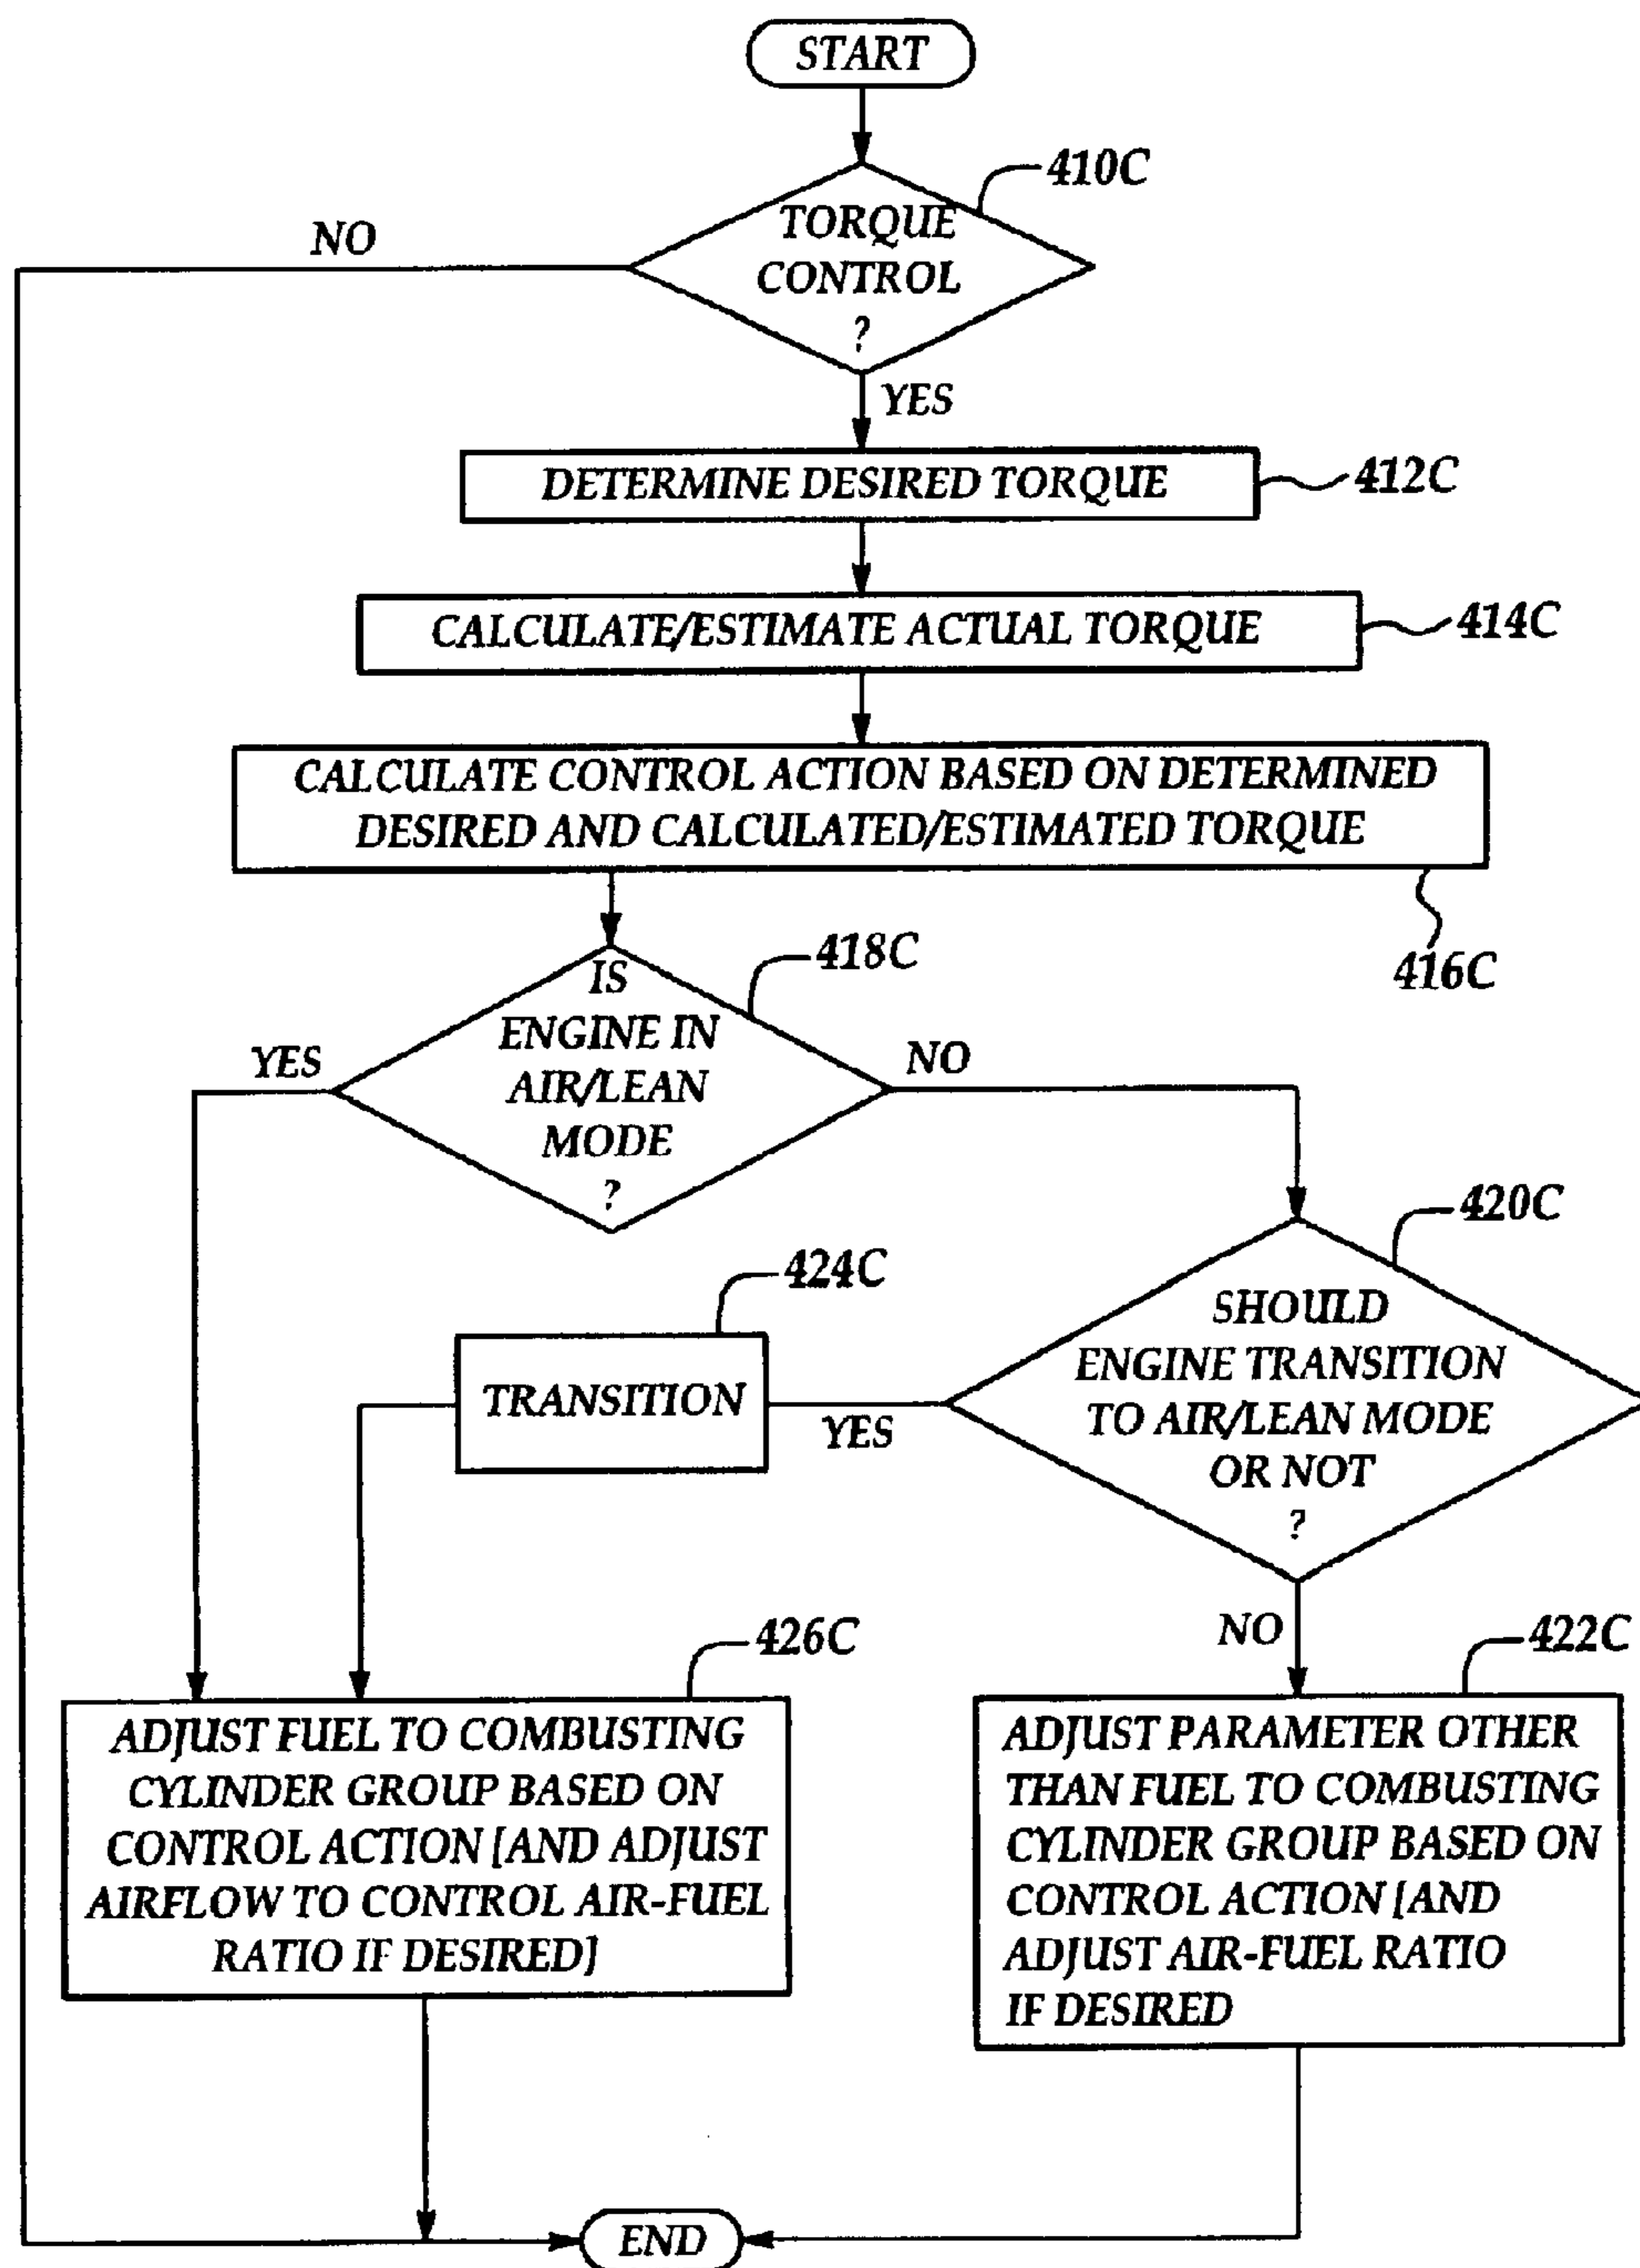 START
410C
TORQUE
CONTROL
?
NO
YES
DETERMINE DESIRED TORQUE
412C
CALCULATE/ESTIMATE ACTUAL TORQUE
414C
CALCULATE CONTROL ACTION BASED ON DETERMINED
DESIRED AND CALCULATED/ESTIMATED TORQUE
416C
418C
IS
ENGINE IN
AIR/LEAN
MODE
?
YES
NO
420C
SHOULD
ENGINE TRANSITION
TO AIR/LEAN MODE
OR NOT
?
424C
TRANSITION
YES
NO
426C
ADJUST FUEL TO COMBUSTING
CYLINDER GROUP BASED ON
CONTROL ACTION [AND ADJUST
AIRFLOW TO CONTROL AIR-FUEL
RATIO IF DESIRED]
422C
ADJUST PARAMETER OTHER
THAN FUEL TO COMBUSTING
CYLINDER GROUP BASED ON
CONTROL ACTION [AND
ADJUST AIR-FUEL RATIO
IF DESIRED
END